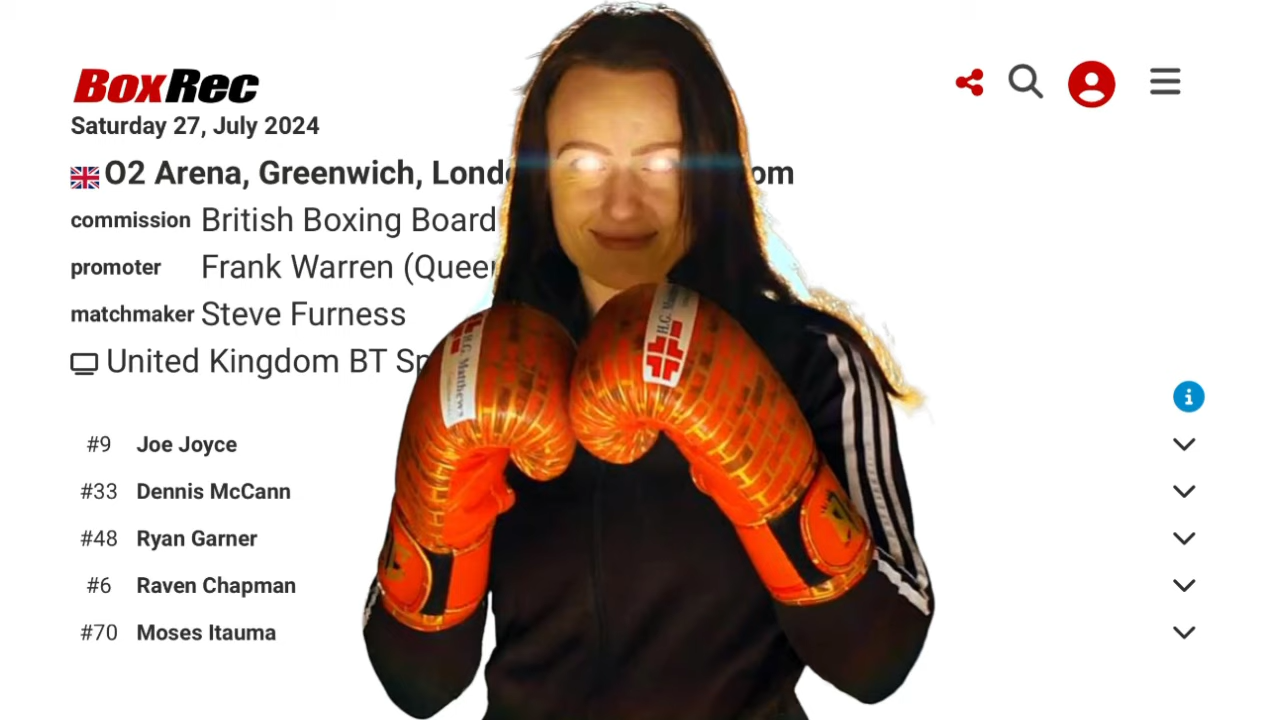 BoxRec
Saturday 27, July 2024
O2 Arena, Greenwich, Lond om
commission British Boxing Board
promoter Frank Warren (Quee
matchmaker Steve Furness
United Kingdom BT Sp
#9 Joe Joyce
#33 Dennis McCann
#48 Ryan Garner
#6 Raven Chapman
#70 Moses Itauma